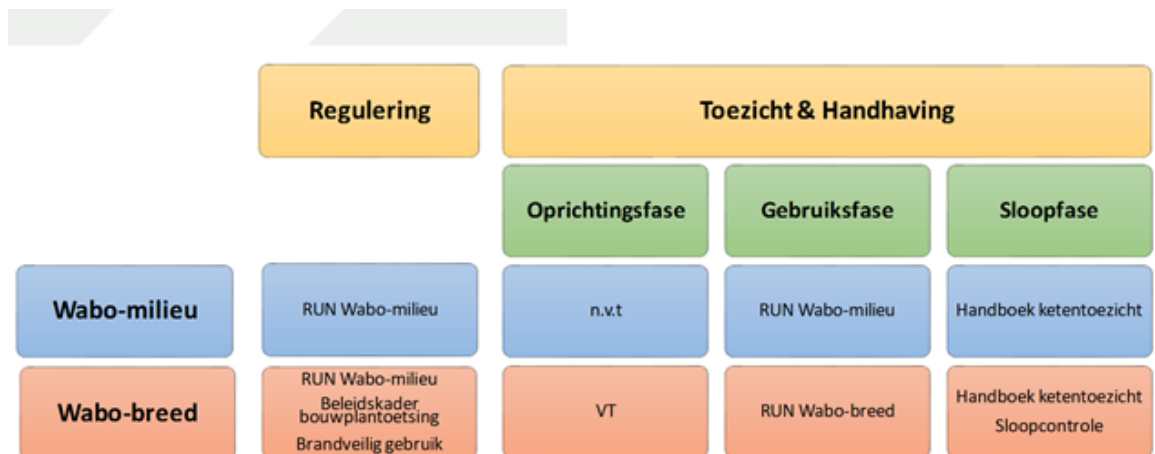 Regulering
Toezicht & Handhaving
Oprichtingsfase
Gebruiksfase
Sloopfase
Wabo-milieu
RUN Wabo-milieu
n.v.t
RUN Wabo-milieu
Handboek ketentoezicht
Wabo-breed
RUN Wabo-milieu
Beleidskader
bouwplantoetsing
Brandveilig gebruik
VT
RUN Wabo-breed
Handboek ketentoezicht
Sloopcontrole